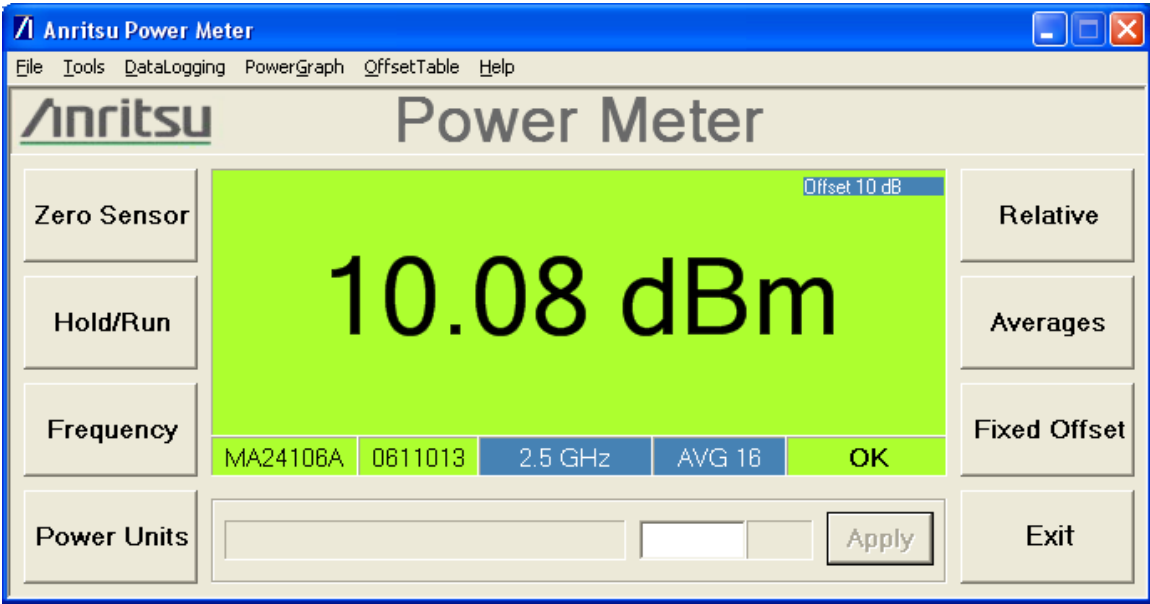 Anritsu Power Meter
File Tools DataLogging PowerGraph OffsetTable Help
Anritsu Power Meter
Offset 10 dB
Zero Sensor
Relative
10.08 dBm
Hold/Run
Averages
Frequency
Fixed Offset
MA24106A 0611013 2.5 GHz AVG 16 OK
Power Units
Apply
Exit